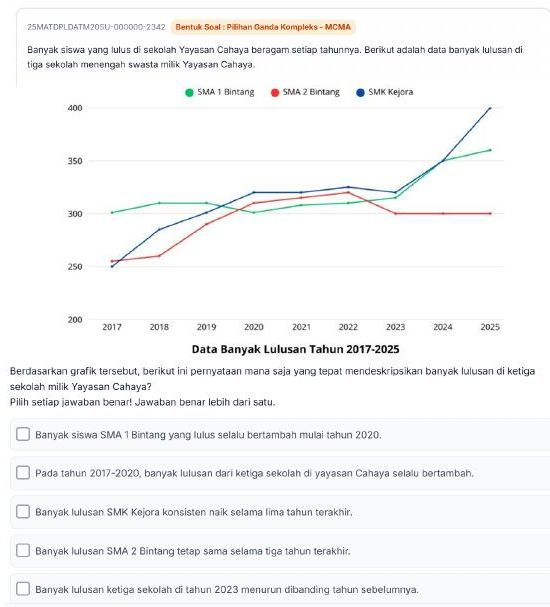 25MATDPLDATM20SU-000000-2342 Bentuk Soal : Pilihan Ganda Kompleks - MCMA
Banyak siswa yang lulus di sekolah Yayasan Cahaya beragam setiap tahunnya. Berikut adalah data banyak lulusan di
tiga sekolah menengah swasta milik Yayasan Cahaya.
SMA 1 Bintang SMA 2 Bintang SMK Kejora
400
350
300
250
200
2017 2018 2019 2020 2021 2022 2023 2024 2025
Data Banyak Lulusan Tahun 2017-2025
Berdasarkan grafik tersebut, berikut ini pernyataan mana saja yang tepat mendeskripsikan banyak lulusan di ketiga
sekolah milik Yayasan Cahaya?
Pilih setiap jawaban benar! Jawaban benar lebih dari satu.
Banyak siswa SMA 1 Bintang yang lulus selalu bertambah mulai tahun 2020.
Pada tahun 2017-2020, banyak lulusan dari ketiga sekolah di yayasan Cahaya selalu bertambah.
Banyak lulusan SMK Kejora konsisten naik selama lima tahun terakhir.
Banyak lulusan SMA 2 Bintang tetap sama selama tiga tahun terakhir.
Banyak lulusan ketiga sekolah di tahun 2023 menurun dibanding tahun sebelumnya.